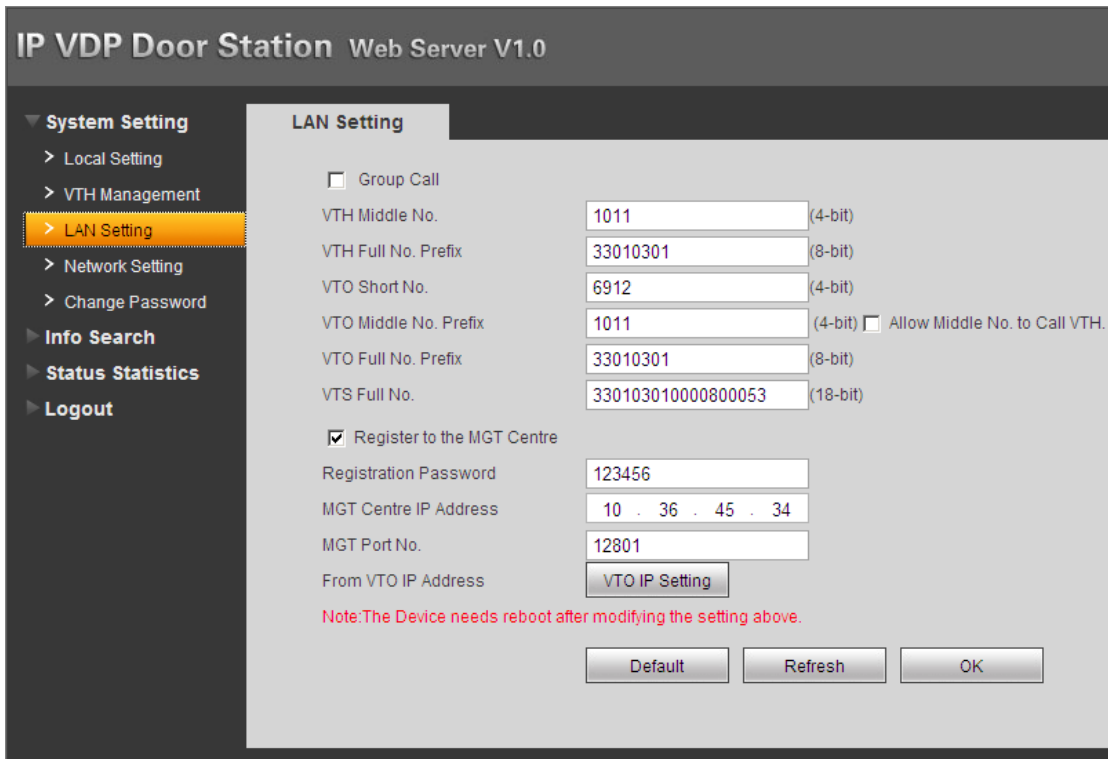 IP VDP Door Station Web Server V1.0
System Setting
Local Setting
VTH Management
LAN Setting
Network Setting
Change Password
Info Search
Status Statistics
Logout
LAN Setting
Group Call
VTH Middle No. 1011 (4-bit)
VTH Full No. Prefix 33010301 (8-bit)
VTO Short No. 6912 (4-bit)
VTO Middle No. Prefix 1011 (4-bit) Allow Middle No. to Call VTH.
VTO Full No. Prefix 33010301 (8-bit)
VTS Full No. 330103010000800053 (18-bit)
Register to the MGT Centre
Registration Password 123456
MGT Centre IP Address 10 . 36 . 45 . 34
MGT Port No. 12801
From VTO IP Address VTO IP Setting
Note:The Device needs reboot after modifying the setting above.
Default Refresh OK